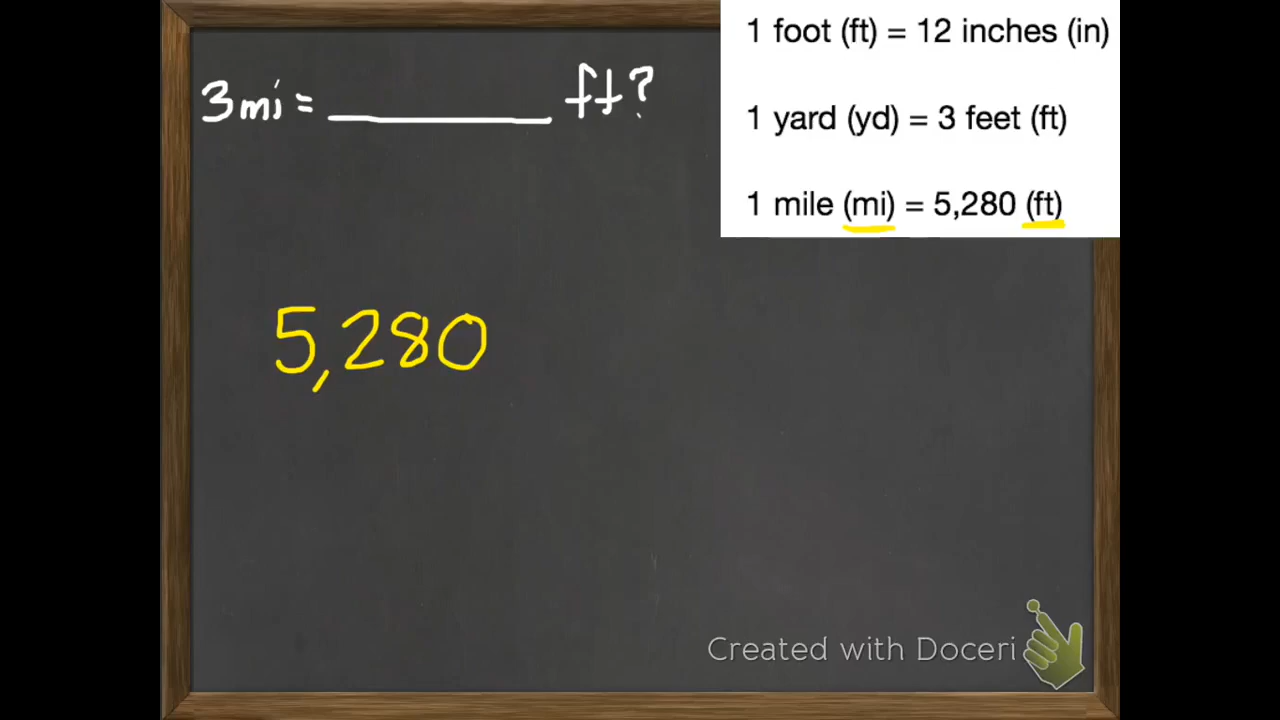 3mi = __________ ft?
1 foot (ft) = 12 inches (in)
1 yard (yd) = 3 feet (ft)
1 mile (mi) = 5,280 (ft)
5,280
Created with Doceri